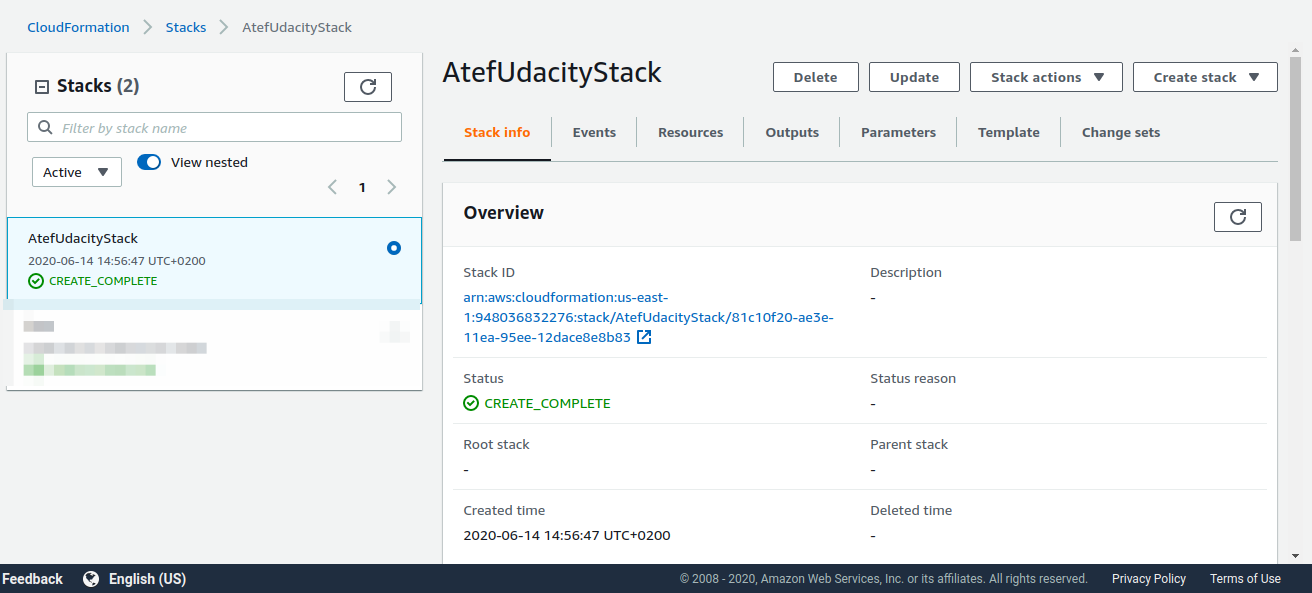 CloudFormation > Stacks > AtefUdacityStack
Stacks (2)
Filter by stack name
Active
View nested
1
AtefUdacityStack
2020-06-14 14:56:47 UTC+0200
CREATE_COMPLETE
AtefUdacityStack
Delete
Update
Stack actions
Create stack
Stack info
Events
Resources
Outputs
Parameters
Template
Change sets
Overview
Stack ID
arn:aws:cloudformation:us-east-
1:948036832276:stack/AtefUdacityStack/81c10f20-ae3e-
11ea-95ee-12dace8e8b83
Description
-
Status
CREATE_COMPLETE
Status reason
-
Root stack
-
Parent stack
-
Created time
2020-06-14 14:56:47 UTC+0200
Deleted time
-
Feedback
English (US)
© 2008 - 2020, Amazon Web Services, Inc. or its affiliates. All rights reserved.
Privacy Policy
Terms of Use